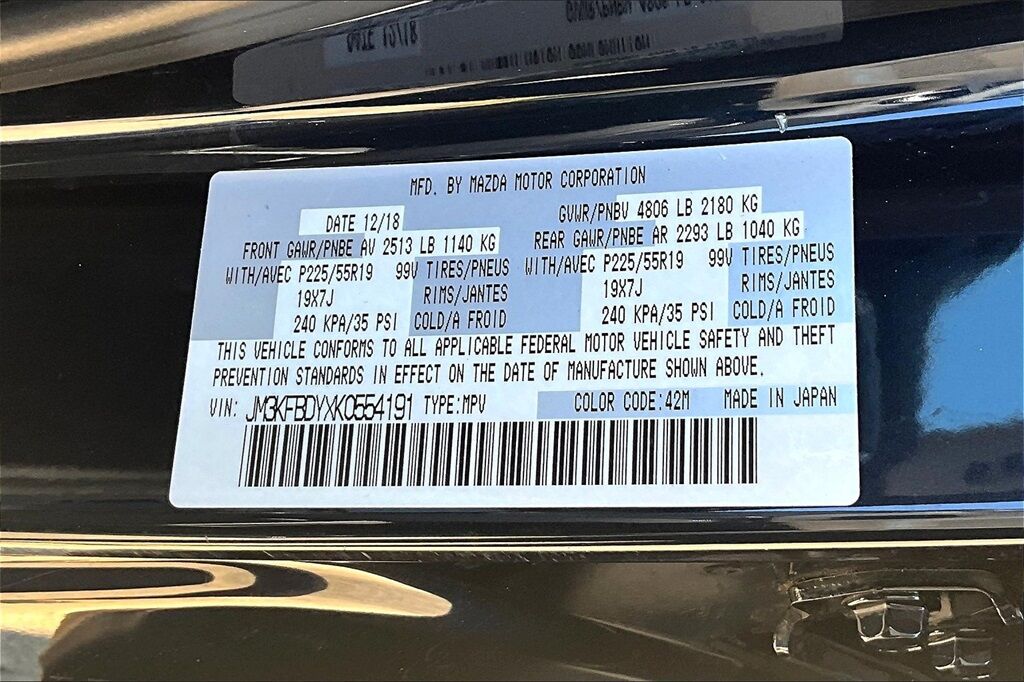 MFD. BY MAZDA MOTOR CORPORATION
DATE 12/18 GVWR/PNBV 4806 LB 2180 KG
FRONT GAWR/PNBE AV 2513 LB 1140 KG REAR GAWR/PNBE AR 2293 LB 1040 KG
WITH/AVEC P225/55R19 99V TIRES/PNEUS WITH/AVEC P225/55R19 99V TIRES/PNEUS
19X7J RIMS/JANTES 19X7J RIMS/JANTES
240 KPA/35 PSI COLD/A FROID 240 KPA/35 PSI COLD/A FROID
THIS VEHICLE CONFORMS TO ALL APPLICABLE FEDERAL MOTOR VEHICLE SAFETY AND THEFT
PREVENTION STANDARDS IN EFFECT ON THE DATE OF MANUFACTURE SHOWN ABOVE.
VIN: JM3KFBDYXK0554191 TYPE:MPV COLOR CODE:42M MADE IN JAPAN